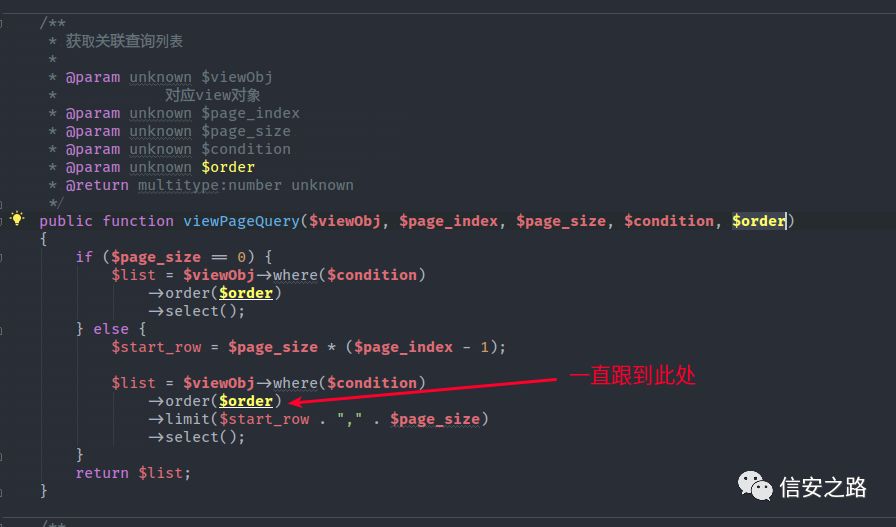 /**
* 获取关联查询列表
*
* @param unknown $viewObj
* 对应view对象
* @param unknown $page_index
* @param unknown $page_size
* @param unknown $condition
* @param unknown $order
* @return multitype:number unknown
*/
public function viewPageQuery($viewObj, $page_index, $page_size, $condition, $order)
{
if ($page_size == 0) {
$list = $viewObj->where($condition)
->order($order)
->select();
} else {
$start_row = $page_size * ($page_index - 1);
$list = $viewObj->where($condition)
一直跟到此处
->order($order)
->limit($start_row . "," . $page_size)
->select();
}
return $list;
}
信安之路
/**